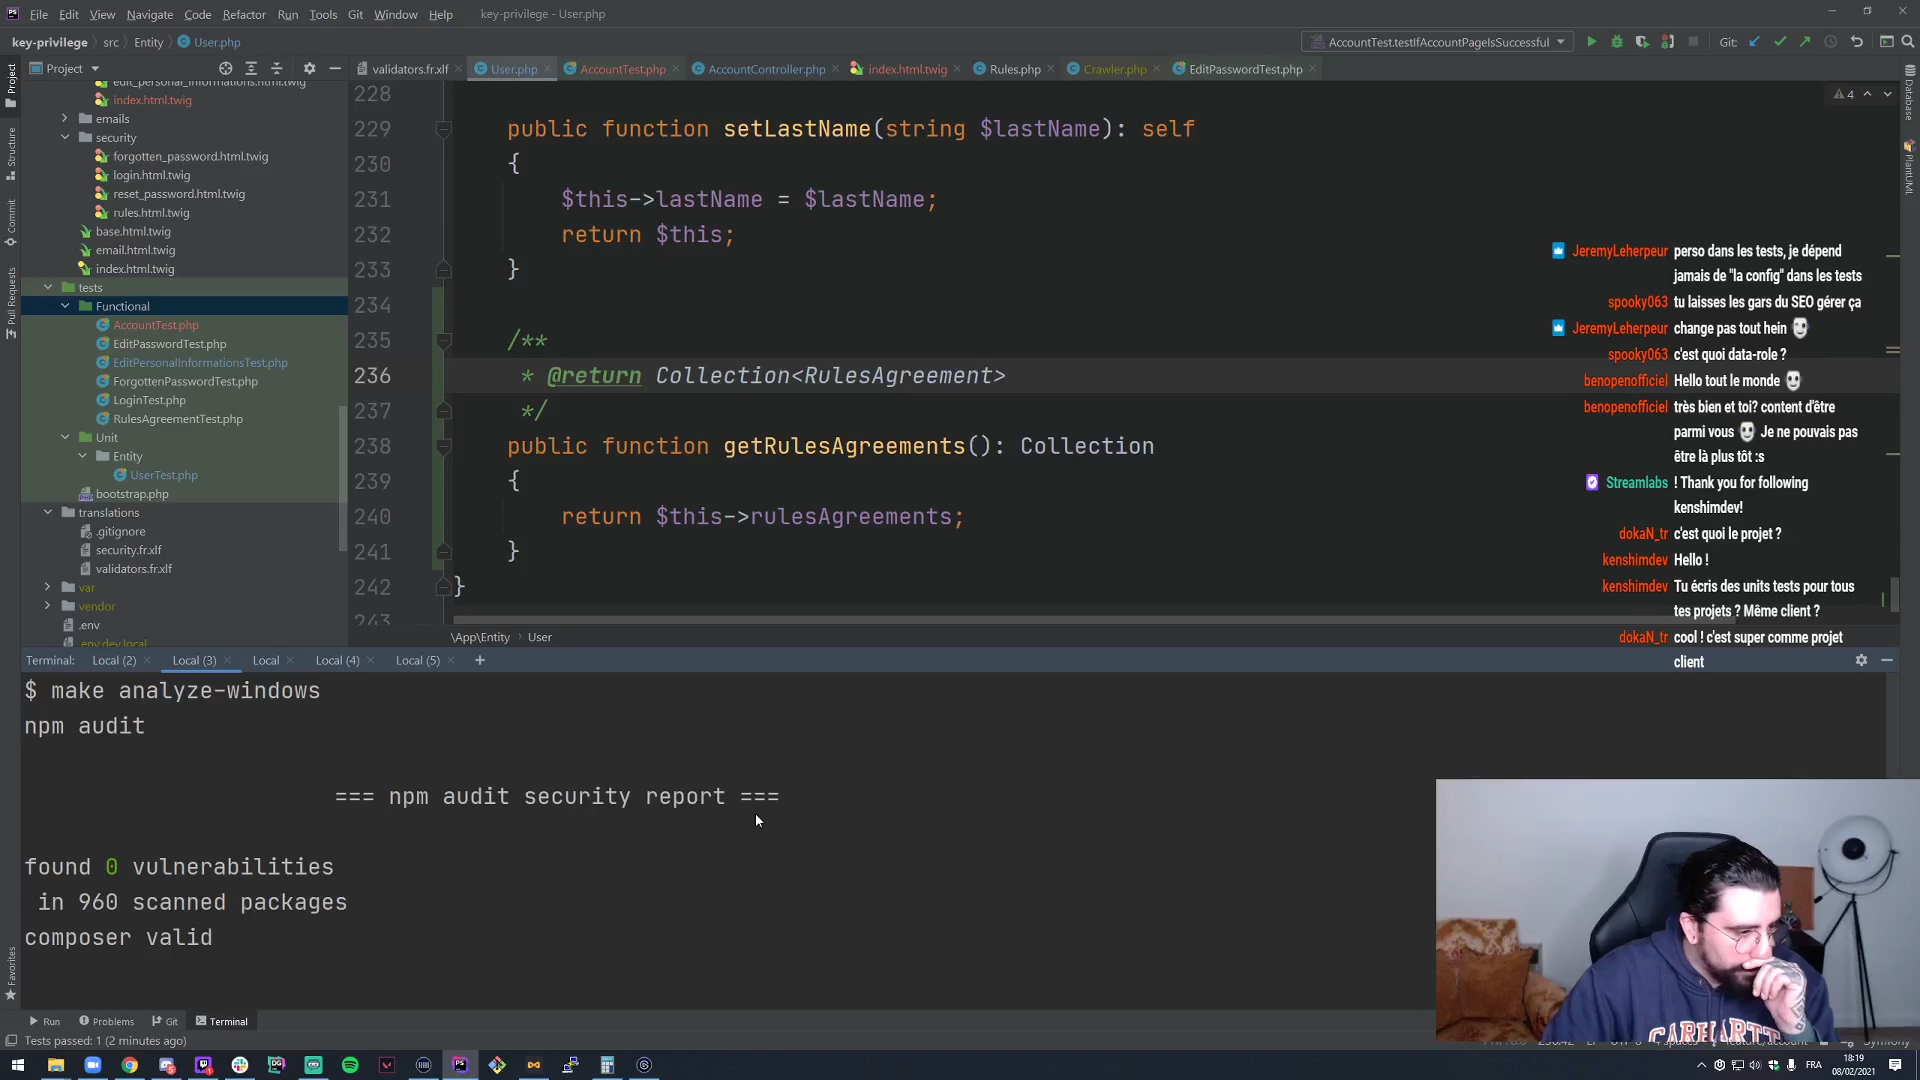 File Edit View Navigate Code Refactor Run Tools Git Window Help key-privilege - User.php
key-privilege src Entity User.php AccountTest.testIfAccountPageIsSuccessful Git:
Project validators.fr.xlf User.php AccountTest.php AccountController.php index.html.twig Rules.php Crawler.php EditPasswordTest.php
edit_personal_informations.html.twig
index.html.twig
emails
security
forgotten_password.html.twig
login.html.twig
reset_password.html.twig
rules.html.twig
base.html.twig
email.html.twig
index.html.twig
tests
Functional
AccountTest.php
EditPasswordTest.php
EditPersonalInformationsTest.php
ForgottenPasswordTest.php
LoginTest.php
RulesAgreementTest.php
Unit
Entity
UserTest.php
bootstrap.php
translations
.gitignore
security.fr.xlf
validators.fr.xlf
var
vendor
.env
.env.dev.local
Project
Structure
Commit
Pull Requests
Favorites
Database
PlantUML
4
228
229 public function setLastName(string $lastName): self
230 {
231 $this->lastName = $lastName;
232 return $this;
233 }
234
235 /**
236 * @return Collection<RulesAgreement>
237 */
238 public function getRulesAgreements(): Collection
239 {
240 return $this->rulesAgreements;
241 }
242 }
243
\App\Entity User
JeremyLeherpeur perso dans les tests, je dépend
jamais de "la config" dans les tests
spooky063 tu laisses les gars du SEO gérer ça
JeremyLeherpeur change pas tout hein
spooky063 c'est quoi data-role ?
benopenofficiel Hello tout le monde
benopenofficiel très bien et toi? content d'être
parmi vous Je ne pouvais pas
être là plus tôt :s
Streamlabs ! Thank you for following
kenshimdev!
dokaN_tr c'est quoi le projet ?
kenshimdev Hello !
kenshimdev Tu écris des units tests pour tous
tes projets ? Même client ?
dokaN_tr cool ! c'est super comme projet
client
Terminal: Local (2) Local (3) Local Local (4) Local (5)
$ make analyze-windows
npm audit
=== npm audit security report ===
found 0 vulnerabilities
in 960 scanned packages
composer valid
CARHARTT
Run Problems Git Terminal
Tests passed: 1 (2 minutes ago)
FRA 18:19
08/02/2021